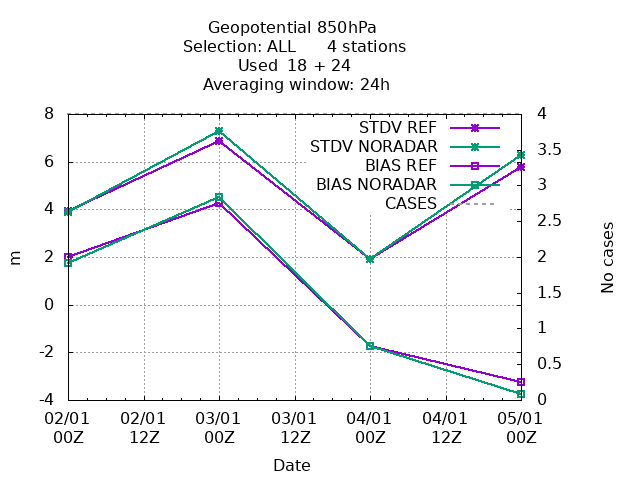 Geopotential 850hPa
Selection: ALL      4 stations
Used  18 + 24
Averaging window: 24h
STDV REF
STDV NORADAR
BIAS REF
BIAS NORADAR
CASES
8
6
4
2
0
-2
-4
m
4
3.5
3
2.5
2
1.5
1
0.5
0
No cases
02/01 02/01 03/01 03/01 04/01 04/01 05/01
00Z 12Z 00Z 12Z 00Z 12Z 00Z
Date